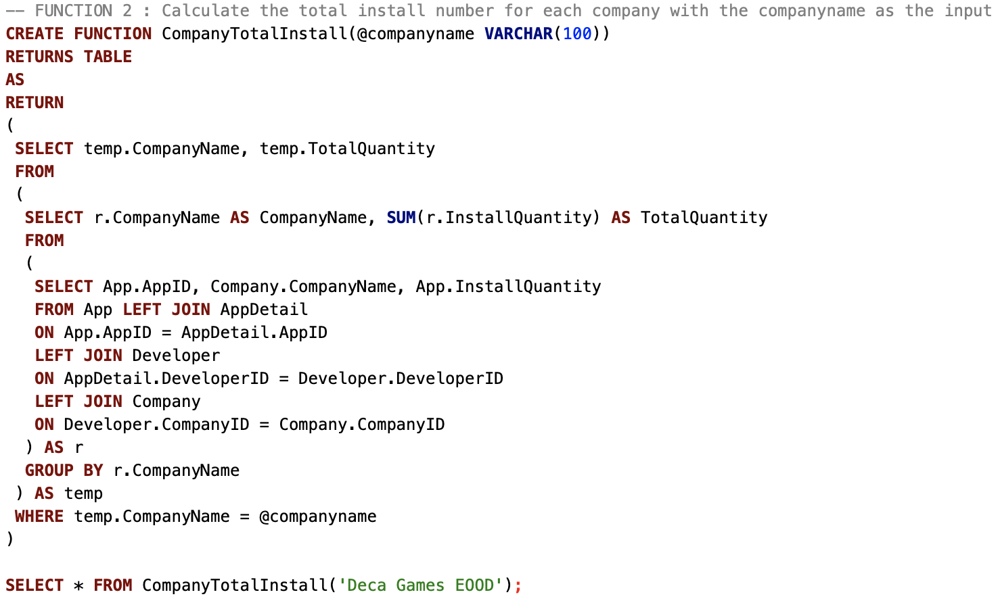 -- FUNCTION 2 : Calculate the total install number for each company with the companyname as the input
CREATE FUNCTION CompanyTotalInstall(@companyname VARCHAR(100))
RETURNS TABLE
AS
RETURN
(
 SELECT temp.CompanyName, temp.TotalQuantity
 FROM
 (
  SELECT r.CompanyName AS CompanyName, SUM(r.InstallQuantity) AS TotalQuantity
  FROM
  (
   SELECT App.AppID, Company.CompanyName, App.InstallQuantity
   FROM App LEFT JOIN AppDetail
   ON App.AppID = AppDetail.AppID
   LEFT JOIN Developer
   ON AppDetail.DeveloperID = Developer.DeveloperID
   LEFT JOIN Company
   ON Developer.CompanyID = Company.CompanyID
  ) AS r
  GROUP BY r.CompanyName
 ) AS temp
 WHERE temp.CompanyName = @companyname
)

SELECT * FROM CompanyTotalInstall('Deca Games EOOD');